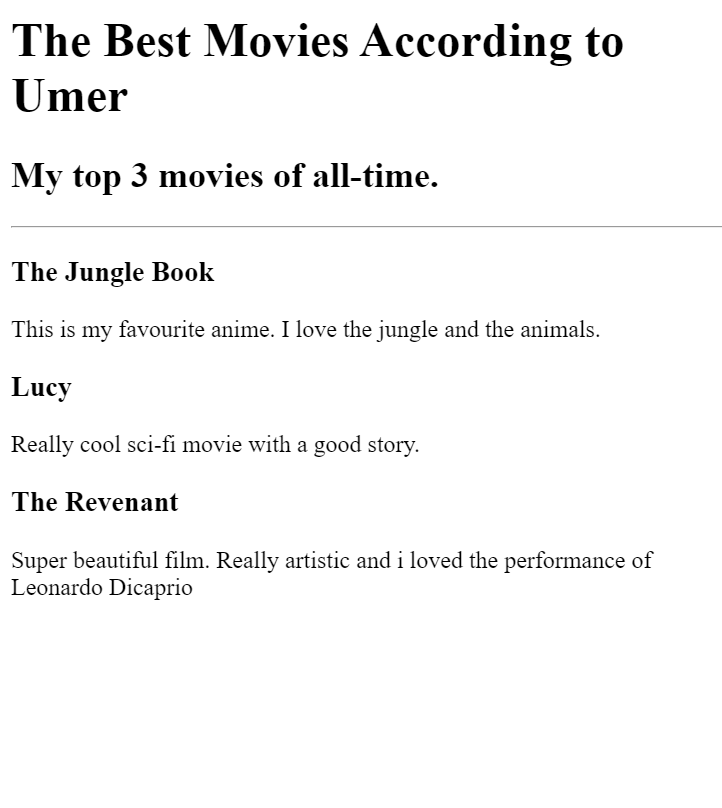 The Best Movies According to
Umer
My top 3 movies of all-time.
The Jungle Book
This is my favourite anime. I love the jungle and the animals.
Lucy
Really cool sci-fi movie with a good story.
The Revenant
Super beautiful film. Really artistic and i loved the performance of
Leonardo Dicaprio